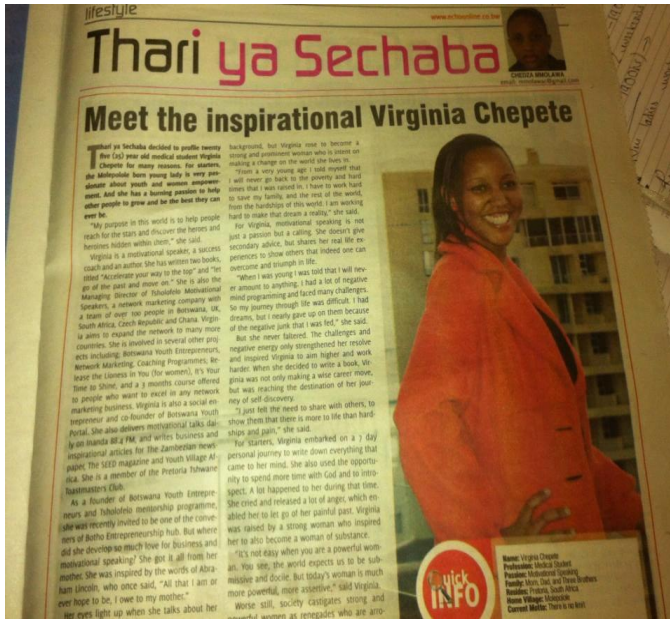 lifestyle
www.echoonline.co.bw
Thari ya Sechaba
CHEDZA MMOLAWA
Meet the inspirational Virginia Chepete
Thari ya Sechaba decided to profile twenty
five (25) year old medical student Virginia
Chepete for many reasons. For starters,
the Molepolole born young lady is very pas-
sionate about youth and women empower-
ment. And she has a burning passion to help
other people to grow and be the best they can
ever be.
"My purpose in this world is to help people
reach for the stars and discover the heroes and
heroines hidden within them," she said.
Virginia is a motivational speaker, a success
coach and an author. She has written two books,
titled "Accelerate your way to the top" and "let
go of the past and move on." She is also the
Managing Director of Tsholofelo Motivational
Speakers, a network marketing company with
a team of over 100 people in Botswana, UK,
South Africa, Czech Republic and Ghana. Virgin-
ia aims to expand the network to many more
countries. She is involved in several other proj-
ects including, Botswana Youth Entrepreneurs,
Network Marketing, Coaching Programmes, Re-
lease the Lioness in You (for women), It's Your
Time to Shine, and a 3 months course offered
to people who want to excel in any network
marketing business. Virginia is also a social en-
trepreneur and co-founder of Botswana Youth
Portal. She also delivers motivational talks dai-
ly on Inanda 88.4 FM, and writes business and
inspirational articles for The Zambezian news-
paper, The SEED magazine and Youth Village Af-
rica. She is a member of the Pretoria Tshwane
Toastmasters Club.
As a founder of Botswana Youth Entrepre-
neurs and Tsholofelo mentorship programme,
she was recently invited to be one of the conve-
ners of Botho Entrepreneurship hub. But where
did she develop so much love for business and
motivational speaking? She got it all from her
mother. She was inspired by the words of Abra-
ham Lincoln, who once said, "All that I am or
ever hope to be, I owe to my mother."
Her eyes light up when she talks about her
background, but Virginia rose to become a
strong and prominent woman who is intent on
making a change on the world she lives in.
"From a very young age I told myself that
I will never go back to the poverty and hard
times that I was raised in. I have to work hard
to save my family, and the rest of the world,
from the hardships of this world. I am working
hard to make that dream a reality," she said.
For Virginia, motivational speaking is not
just a passion but a calling. She doesn't give
secondary advice, but shares her real life ex-
periences to show others that indeed one can
overcome and triumph in life.
"When I was young I was told that I will nev-
er amount to anything. I had a lot of negative
mind programming and faced many challenges.
So my journey through life was difficult. I had
dreams, but I nearly gave up on them because
of the negative junk that I was fed," she said.
But she never faltered. The challenges and
negative energy only strengthened her resolve
and inspired Virginia to aim higher and work
harder. When she decided to write a book, Vir-
ginia was not only making a wise career move,
but was reaching the destination of her jour-
ney of self-discovery.
"I just felt the need to share with others, to
show them that there is more to life than hard-
ships and pain," she said.
For starters, Virginia embarked on a 7 day
personal journey to write down everything that
came to her mind. She also used the opportu-
nity to spend more time with God and to intro-
spect. A lot happened to her during that time.
She cried and released a lot of anger, which en-
abled her to let go of her painful past. Virginia
was raised by a strong woman who inspired
her to also become a woman of substance.
"It's not easy when you are a powerful wom-
an. You see, the world expects us to be sub-
missive and docile. But today's woman is much
more powerful, more assertive," said Virginia.
Worse still, society castigates strong and
powerful women as renegades who are arro-
Quick
INFO
Name: Virginia Chepete
Profession: Medical Student
Passion: Motivational Speaking
Family: Mom, Dad, and Three Brothers
Resides: Pretoria, South Africa
Home Village: Molepolole
Current Motto: There is no limit